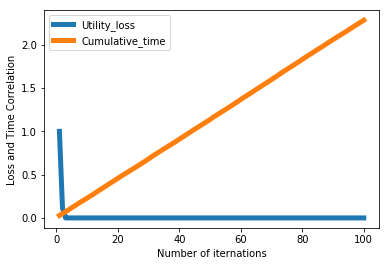 Utility_loss
Cumulative_time
Loss and Time Correlation
2.0
1.5
1.0
0.5
0.0
0 20 40 60 80 100
Number of iternations